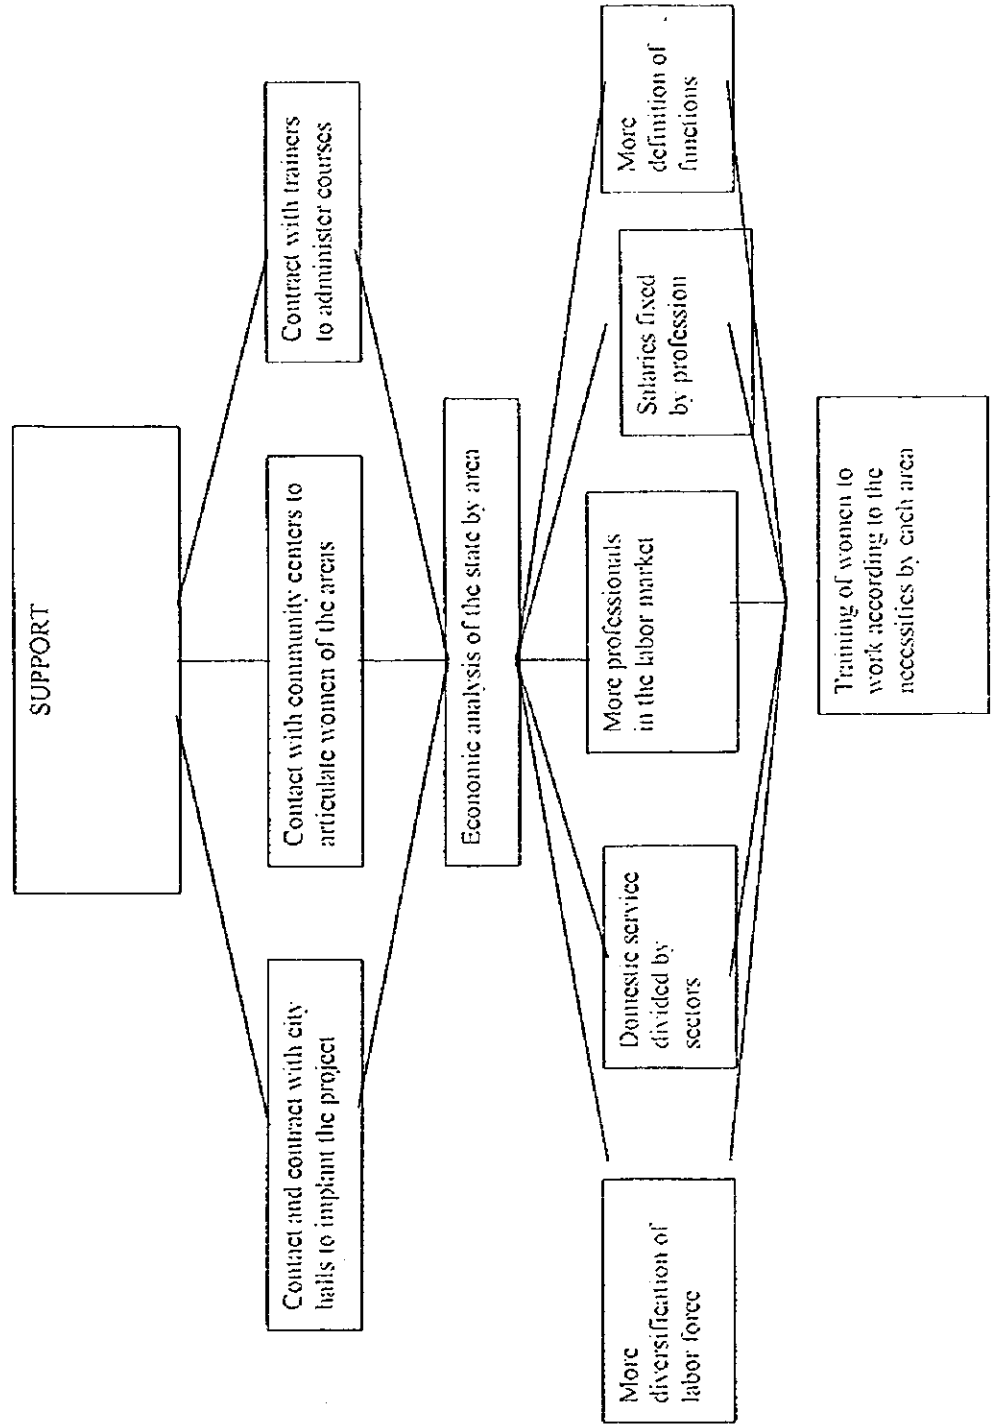 SUPPORT
Contact and contract with city
halls to implant the project
Contact with community centers to
articulate women of the areas
Contract with trainers
to administer courses
Economic analysis of the state by area
More
diversification of
labor force
Domestic service
divided by
sectors
More professionals
in the labor market
Salaries fixed
by profession
More
definition of
functions
Training of women to
work according to the
necessifies by each area